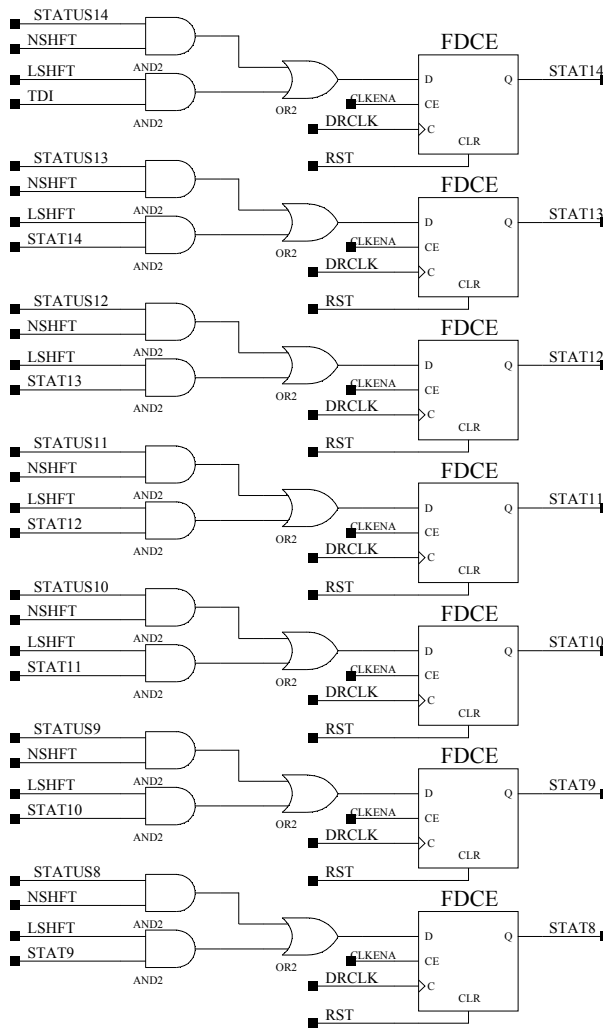 STATUS14
NSHFT
AND2
FDCE
LSHFT
D
Q
STAT14
TDI
OR2
CLKENA
CE
AND2
DRCLK
C
CLR
RST
STATUS13
NSHFT
AND2
FDCE
LSHFT
D
Q
STAT13
STAT14
OR2
CLKENA
CE
AND2
DRCLK
C
CLR
RST
STATUS12
NSHFT
AND2
FDCE
LSHFT
D
Q
STAT12
STAT13
OR2
CLKENA
CE
AND2
DRCLK
C
CLR
RST
STATUS11
NSHFT
AND2
FDCE
LSHFT
D
Q
STAT11
STAT12
OR2
CLKENA
CE
AND2
DRCLK
C
CLR
RST
STATUS10
NSHFT
AND2
FDCE
LSHFT
D
Q
STAT10
STAT11
OR2
CLKENA
CE
AND2
DRCLK
C
CLR
RST
STATUS9
NSHFT
AND2
FDCE
LSHFT
D
Q
STAT9
STAT10
OR2
CLKENA
CE
AND2
DRCLK
C
CLR
RST
STATUS8
NSHFT
AND2
FDCE
LSHFT
D
Q
STAT8
STAT9
OR2
CLKENA
CE
AND2
DRCLK
C
CLR
RST